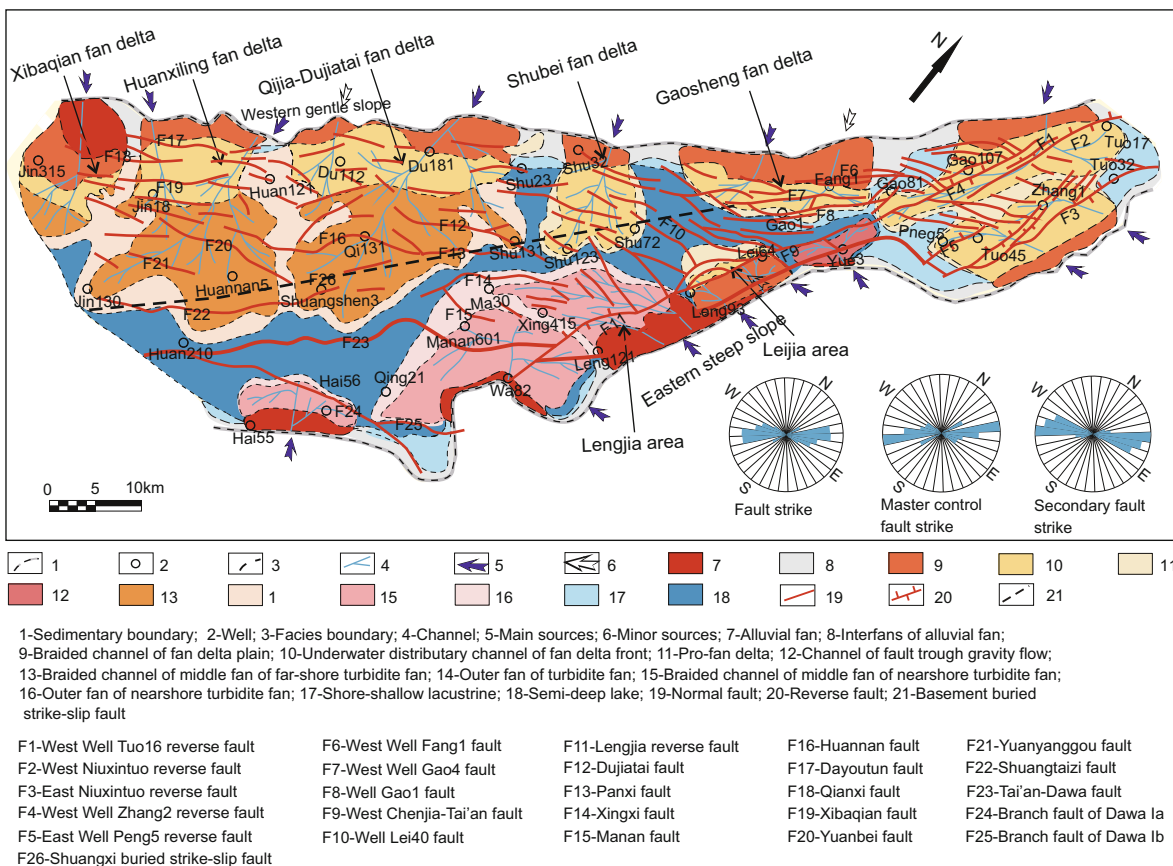 Xibaqian fan delta
Huanxiling fan delta
Qijia-Dujiatai fan delta
Western gentle slope
Shubei fan delta
Gaosheng fan delta
N
Jin315
F18
F17
F19
Jin18
Huan121
Du112
Du181
Shu23
Shu32
F6
Fang1
F7
Gao81
Gao107
F1
F2
Tuo17
Tuo32
F4
Zhang1
F3
F21
F20
F16
Qi131
F12
F13
Shu131
Shu123
Shu72
F10
Gao1
F8
Lei64
F9
Yue3
Pneg5
F5
Tuo45
Jin130
Huannan5
F26
Shuangshen3
F22
F14
Ma30
F15
Xing415
F11
Leng93
Huan210
F23
Manan601
Leng121
Eastern steep slope
Leijia area
Hai56
Qing21
Wa82
F24
F25
Hai55
Lengjia area
W
N
S
E
Fault strike
W
N
S
E
Master control
fault strike
W
N
S
E
Secondary fault
strike
0 5 10km
1 2 3 4 5 6 7 8 9 10 11
12 13 1 15 16 17 18 19 20 21
1-Sedimentary boundary; 2-Well; 3-Facies boundary; 4-Channel; 5-Main sources; 6-Minor sources; 7-Alluvial fan; 8-Interfans of alluvial fan;
9-Braided channel of fan delta plain; 10-Underwater distributary channel of fan delta front; 11-Pro-fan delta; 12-Channel of fault trough gravity flow;
13-Braided channel of middle fan of far-shore turbidite fan; 14-Outer fan of turbidite fan; 15-Braided channel of middle fan of nearshore turbidite fan;
16-Outer fan of nearshore turbidite fan; 17-Shore-shallow lacustrine; 18-Semi-deep lake; 19-Normal fault; 20-Reverse fault; 21-Basement buried
strike-slip fault
F1-West Well Tuo16 reverse fault
F2-West Niuxintuo reverse fault
F3-East Niuxintuo reverse fault
F4-West Well Zhang2 reverse fault
F5-East Well Peng5 reverse fault
F26-Shuangxi buried strike-slip fault
F6-West Well Fang1 fault
F7-West Well Gao4 fault
F8-Well Gao1 fault
F9-West Chenjia-Tai'an fault
F10-Well Lei40 fault
F11-Lengjia reverse fault
F12-Dujiatai fault
F13-Panxi fault
F14-Xingxi fault
F15-Manan fault
F16-Huannan fault
F17-Dayoutun fault
F18-Qianxi fault
F19-Xibaqian fault
F20-Yuanbei fault
F21-Yuanyanggou fault
F22-Shuangtaizi fault
F23-Tai'an-Dawa fault
F24-Branch fault of Dawa Ia
F25-Branch fault of Dawa Ib